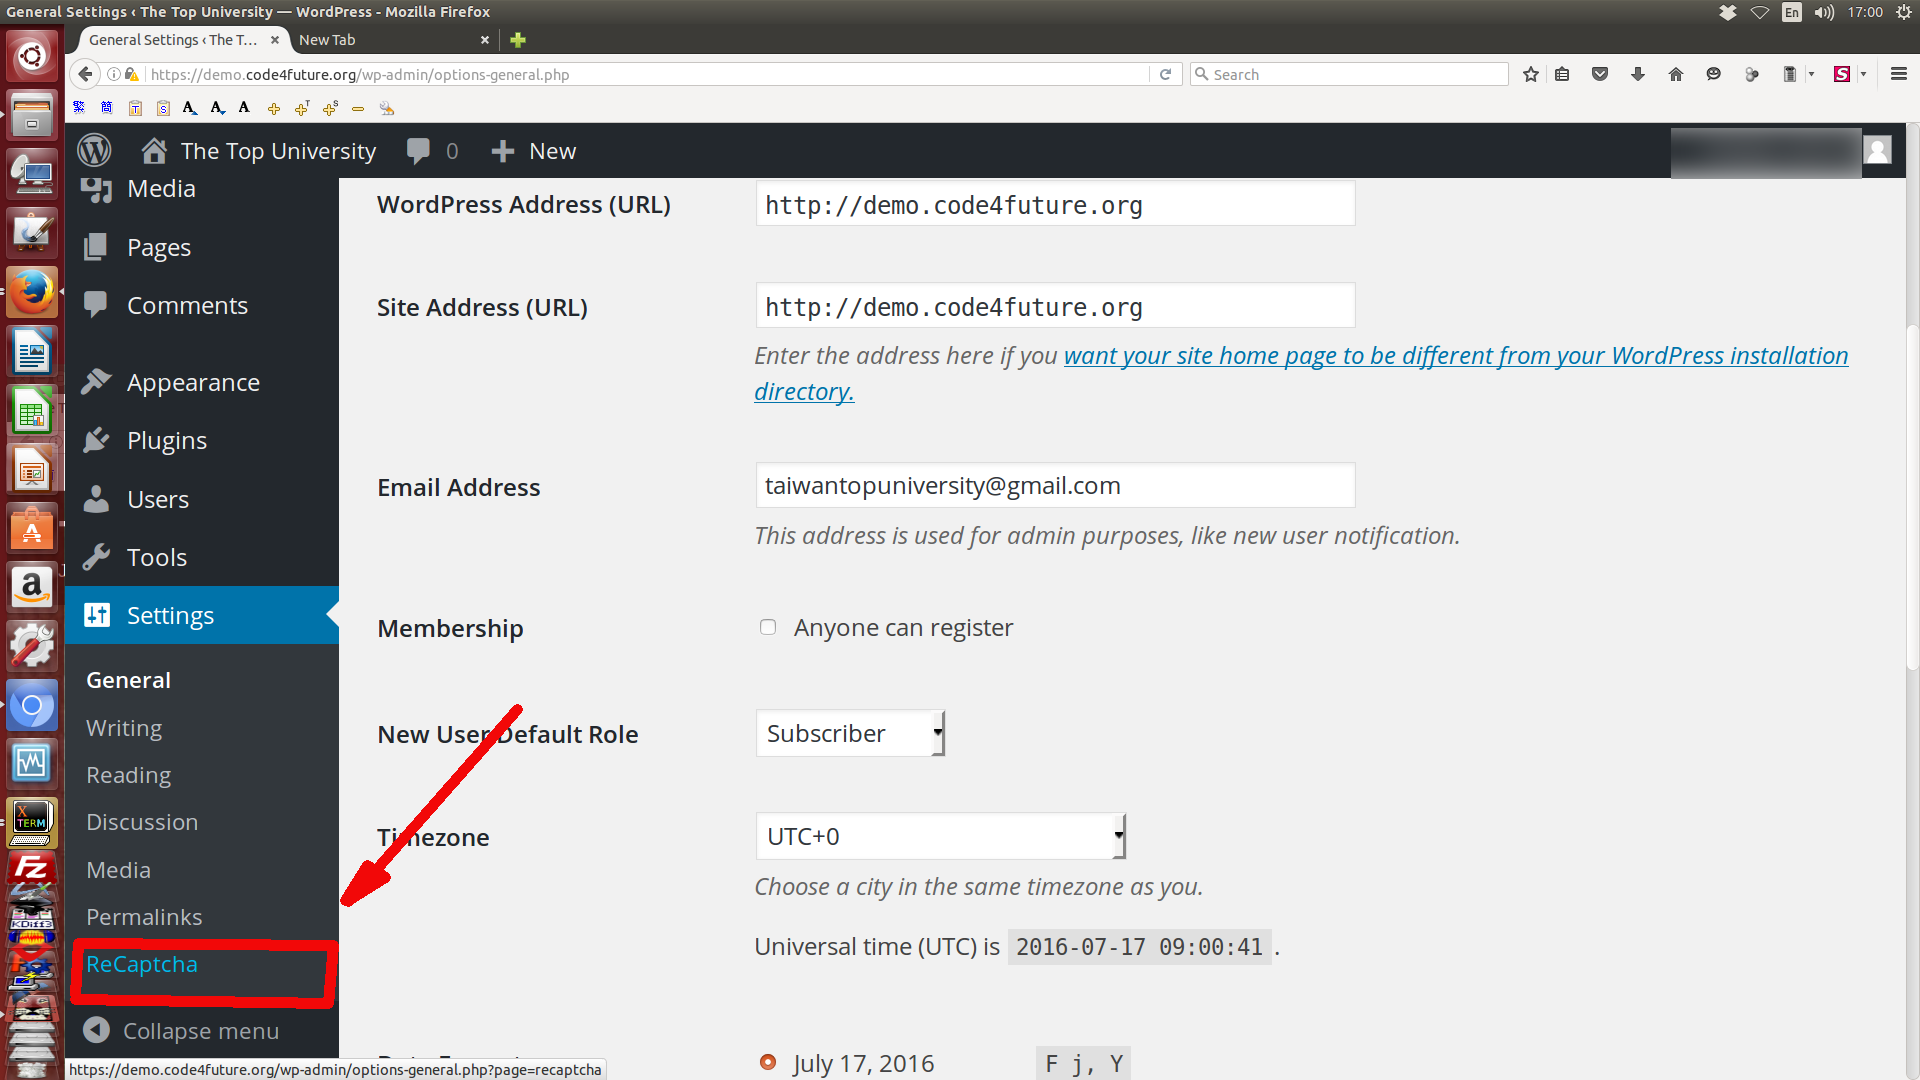 General Settings ‹ The Top University — WordPress - Mozilla Firefox
En
17:00
General Settings ‹ The T…
New Tab
https://demo.code4future.org/wp-admin/options-general.php
Search
繁 簡 T S A A A T S
The Top University 0 New
Media
Pages
Comments
Appearance
Plugins
Users
Tools
Settings
General
Writing
Reading
Discussion
Media
Permalinks
ReCaptcha
Collapse menu
WordPress Address (URL) http://demo.code4future.org
Site Address (URL) http://demo.code4future.org
Enter the address here if you want your site home page to be different from your WordPress installation
directory.
Email Address taiwantopuniversity@gmail.com
This address is used for admin purposes, like new user notification.
Membership Anyone can register
New User Default Role Subscriber
Timezone UTC+0
Choose a city in the same timezone as you.
Universal time (UTC) is 2016-07-17 09:00:41 .
July 17, 2016 F j, Y
https://demo.code4future.org/wp-admin/options-general.php?page=recaptcha
X
TERM
FZ
KDiff3